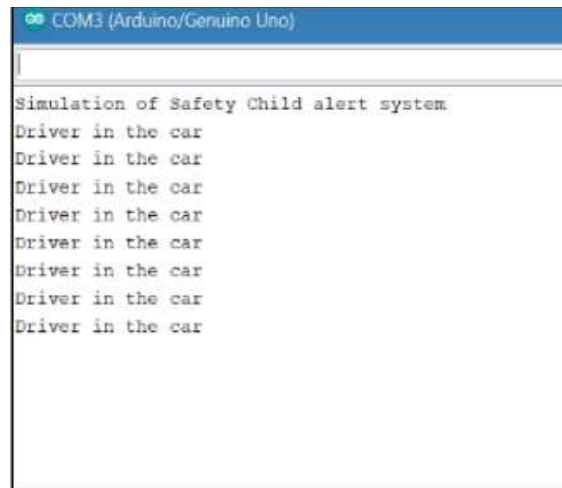 COM3 (Arduino/Genuino Uno)
Simulation of Safety Child alert system
Driver in the car
Driver in the car
Driver in the car
Driver in the car
Driver in the car
Driver in the car
Driver in the car
Driver in the car